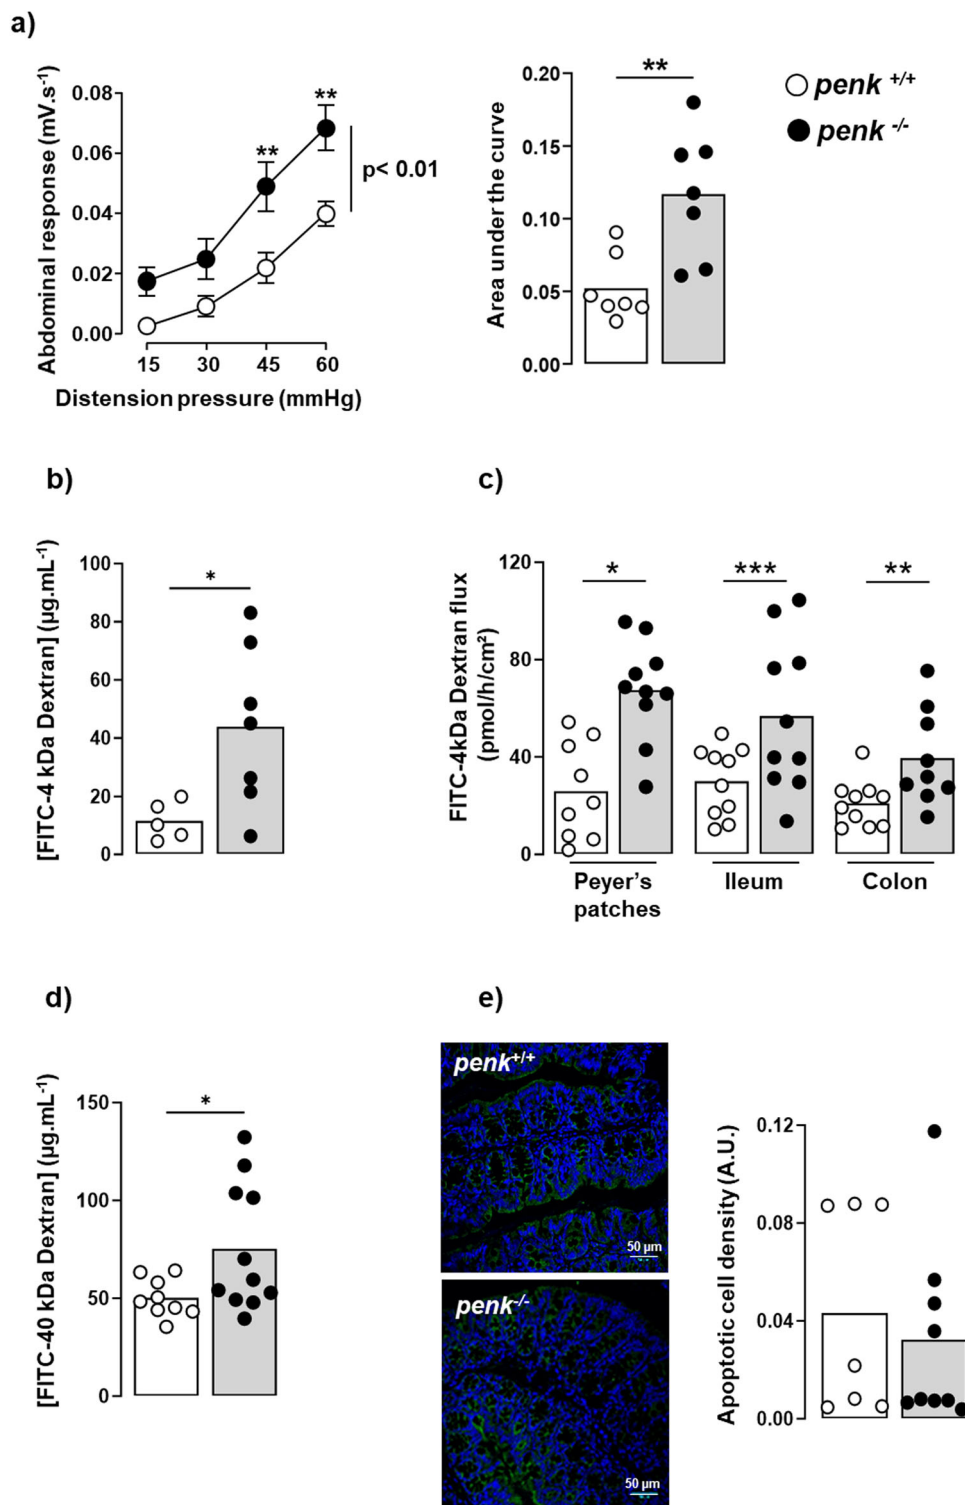 a)
Abdominal response (mV.s⁻¹)
0.08
0.06
0.04
0.02
0.00
**
**
p< 0.01
15 30 45 60
Distension pressure (mmHg)
Area under the curve
0.20
0.15
0.10
0.05
0.00
**
penk +/+
penk -/-
b)
[FITC-4 kDa Dextran] (µg.mL⁻¹)
100
80
60
40
20
0
*
c)
FITC-4kDa Dextran flux
(pmol/h/cm²)
120
80
40
0
* *** **
Peyer's
patches
Ileum
Colon
d)
[FITC-40 kDa Dextran] (µg.mL⁻¹)
150
100
50
0
*
e)
penk+/+
50 µm
penk-/-
50 µm
Apoptotic cell density (A.U.)
0.12
0.08
0.04
0.00